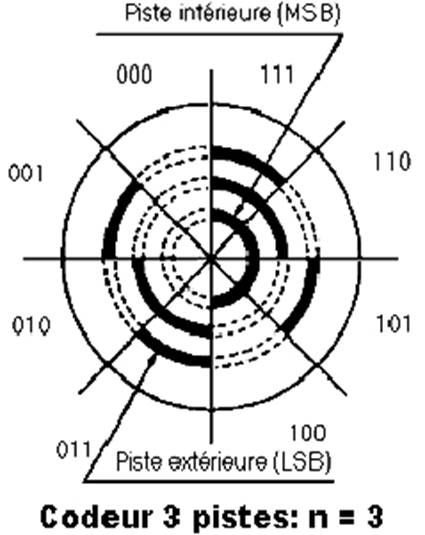 Piste intérieure (MSB)
000
111
001
110
010
101
011
100
Piste extérieure (LSB)
Codeur 3 pistes: n = 3